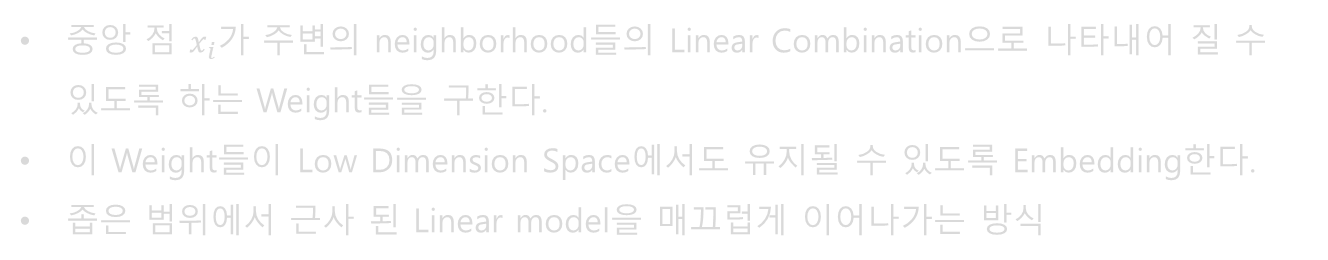 • 중앙 점 xᵢ가 주변의 neighborhood들의 Linear Combination으로 나타내어 질 수
있도록 하는 Weight들을 구한다.
• 이 Weight들이 Low Dimension Space에서도 유지될 수 있도록 Embedding한다.
• 좁은 범위에서 근사 된 Linear model을 매끄럽게 이어나가는 방식